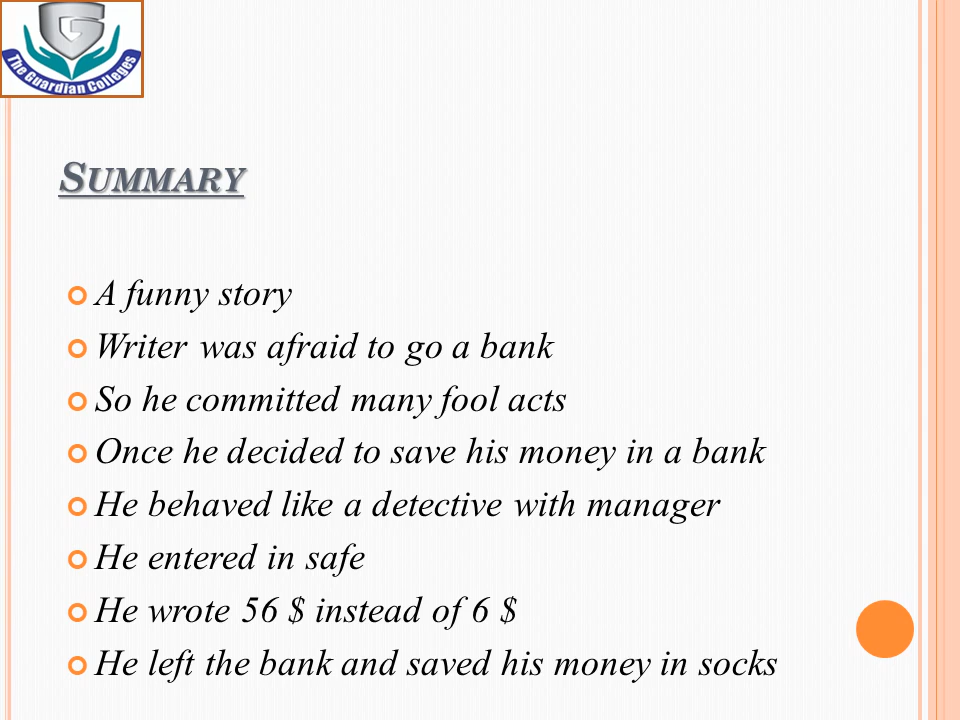 G
The Guardian Colleges
SUMMARY
A funny story
Writer was afraid to go a bank
So he committed many fool acts
Once he decided to save his money in a bank
He behaved like a detective with manager
He entered in safe
He wrote 56 $ instead of 6 $
He left the bank and saved his money in socks